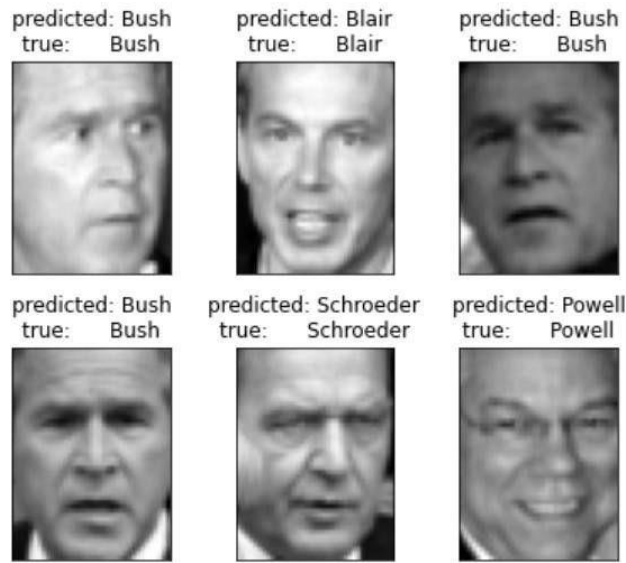 predicted: Bush
true: Bush
predicted: Blair
true: Blair
predicted: Bush
true: Bush
predicted: Bush
true: Bush
predicted: Schroeder
true: Schroeder
predicted: Powell
true: Powell